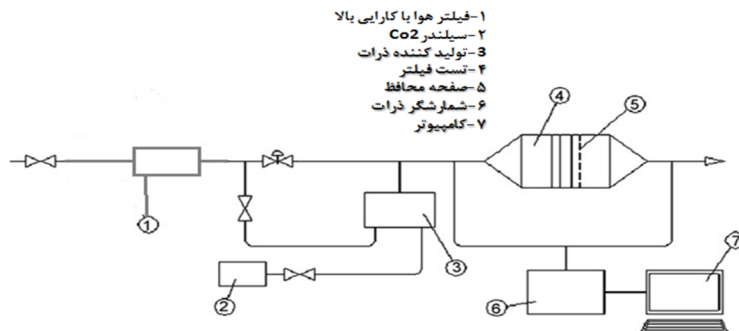 ۱-فیلتر هوا با کارایی بالا
۲-سیلندر Co2
3-تولید کننده ذرات
۴-تست فیلتر
۵-صفحه محافظ
۶-شمارشگر ذرات
۷-کامپیوتر
4
5
7
1
3
2
6